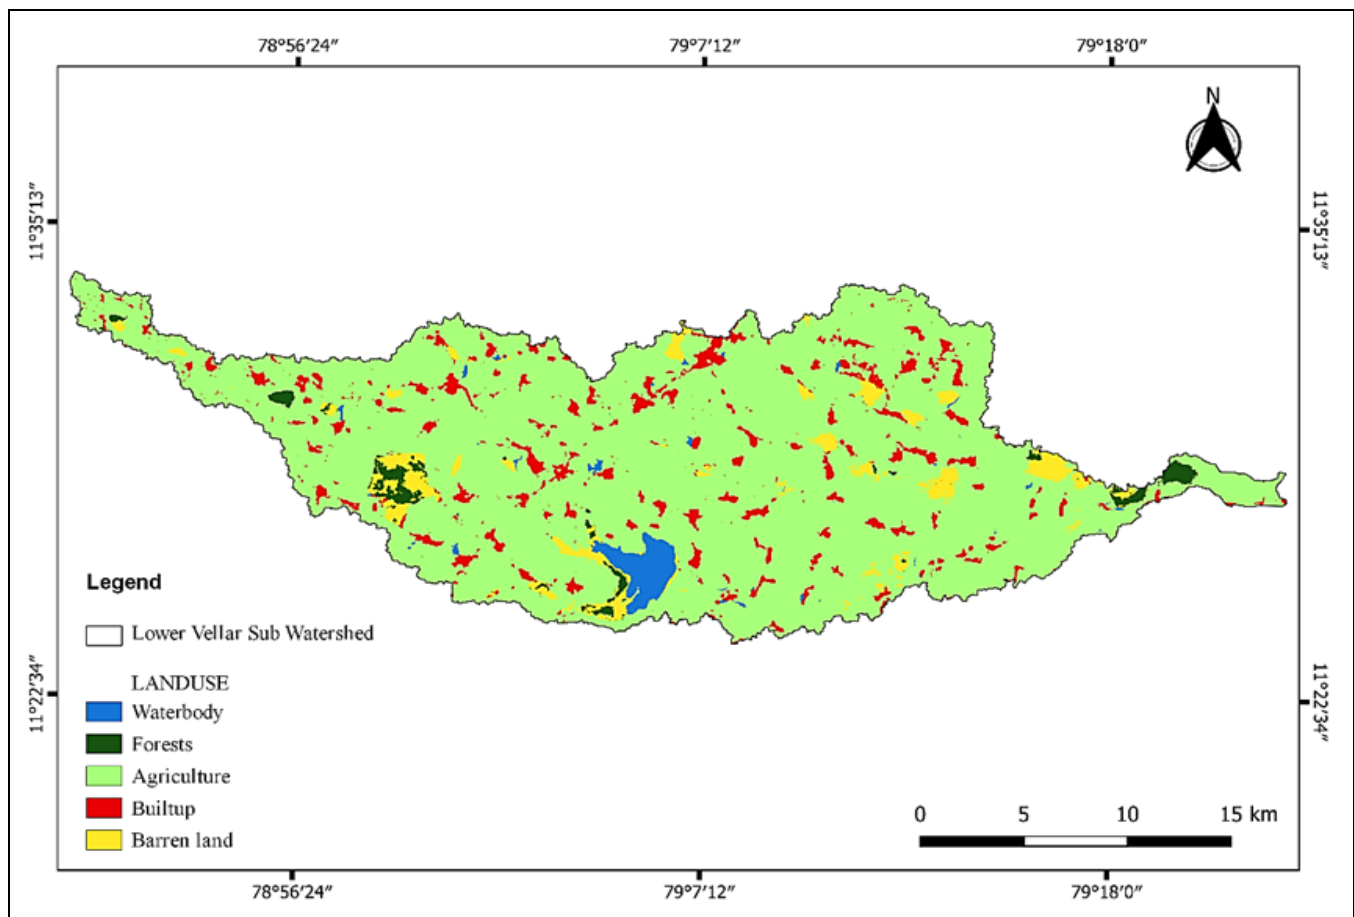 78°56′24″ 79°7′12″ 79°18′0″
N
11°35′13″ 11°35′13″
Legend
Lower Vellar Sub Watershed
LANDUSE
11°22′34″ 11°22′34″
Waterbody
Forests
Agriculture
Builtup
Barren land
0 5 10 15 km
78°56′24″ 79°7′12″ 79°18′0″